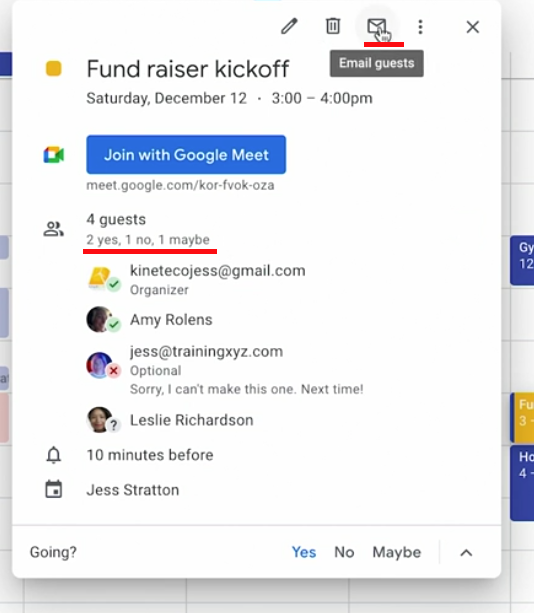 Email guests
Fund raiser kickoff
Saturday, December 12 · 3:00 – 4:00pm
Join with Google Meet
meet.google.com/kor-fvok-oza
4 guests
2 yes, 1 no, 1 maybe
kinetecojess@gmail.com
Organizer
Amy Rolens
jess@trainingxyz.com
Optional
Sorry, I can't make this one. Next time!
?
Leslie Richardson
10 minutes before
Jess Stratton
Going?
Yes No Maybe
Gy
12
Fu
3 -
Ho
4 -